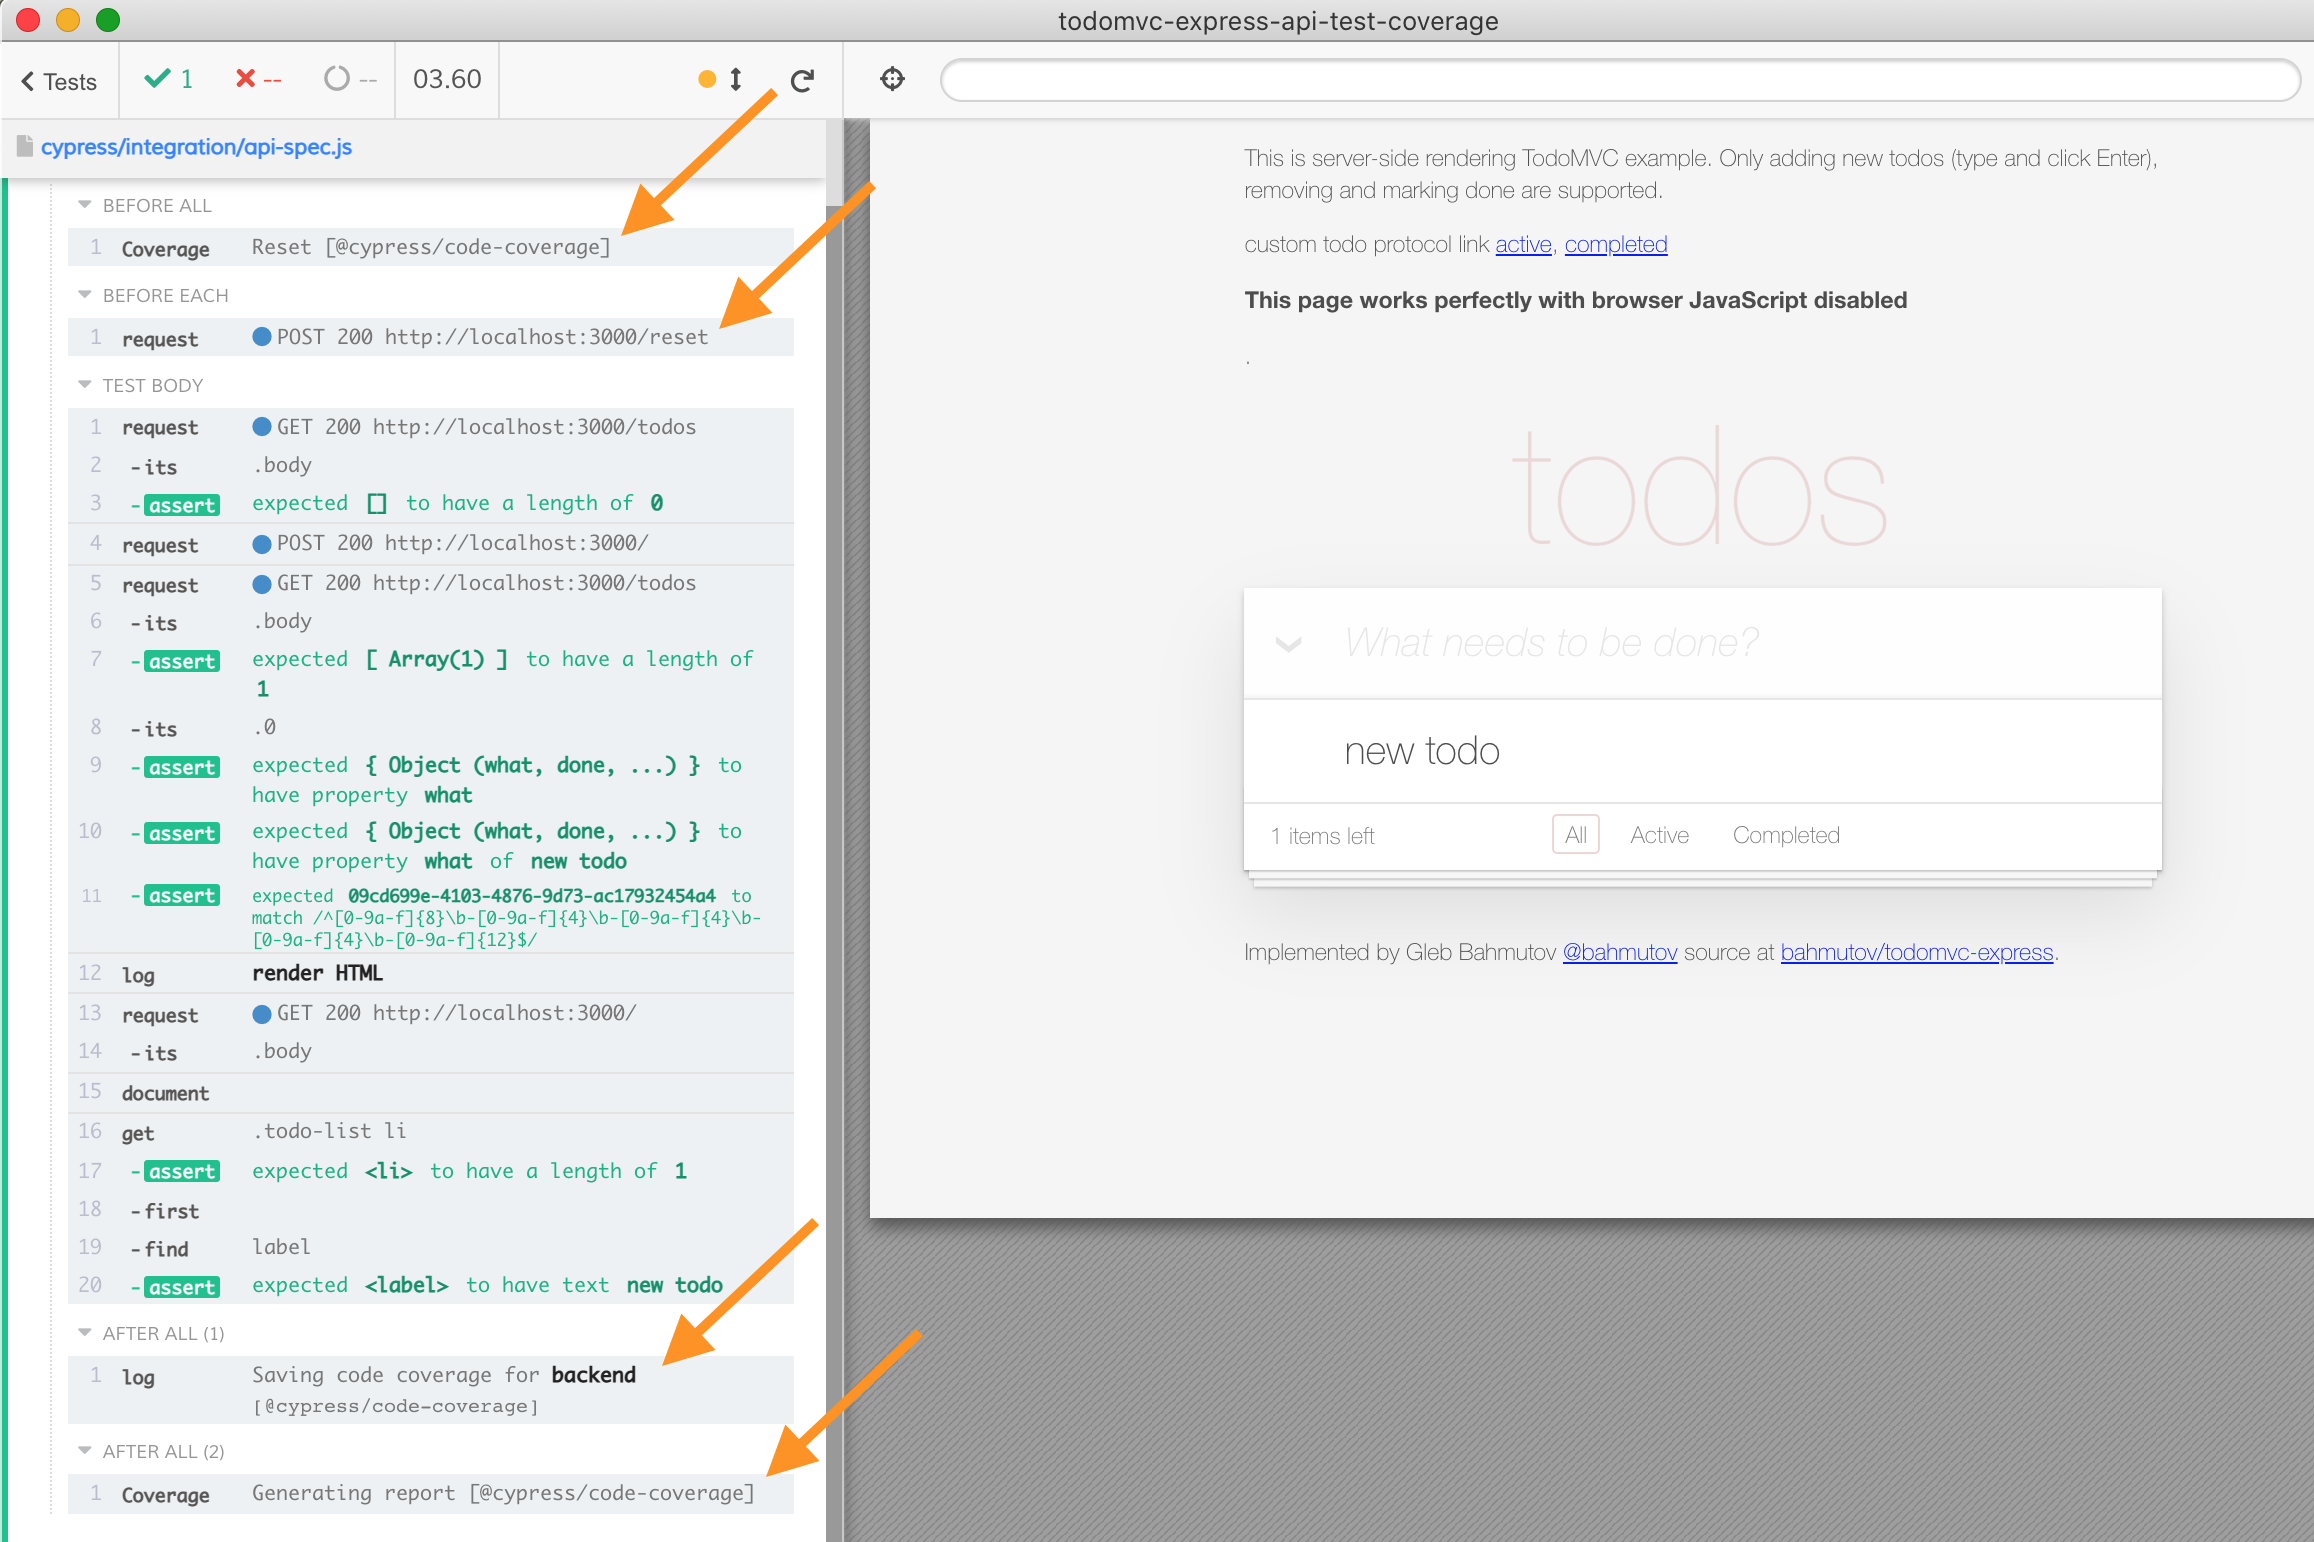 todomvc-express-api-test-coverage
Tests
1
--
--
03.60
cypress/integration/api-spec.js
BEFORE ALL
1 Coverage Reset [@cypress/code-coverage]
BEFORE EACH
1 request POST 200 http://localhost:3000/reset
TEST BODY
1 request GET 200 http://localhost:3000/todos
2 -its .body
3 -assert expected [] to have a length of 0
4 request POST 200 http://localhost:3000/
5 request GET 200 http://localhost:3000/todos
6 -its .body
7 -assert expected [ Array(1) ] to have a length of
1
8 -its .0
9 -assert expected { Object (what, done, ...) } to
have property what
10 -assert expected { Object (what, done, ...) } to
have property what of new todo
11 -assert expected 09cd699e-4103-4876-9d73-ac17932454a4 to
match /^[0-9a-f]{8}\b-[0-9a-f]{4}\b-[0-9a-f]{4}\b-
[0-9a-f]{4}\b-[0-9a-f]{12}$/
12 log render HTML
13 request GET 200 http://localhost:3000/
14 -its .body
15 document
16 get .todo-list li
17 -assert expected <li> to have a length of 1
18 -first
19 -find label
20 -assert expected <label> to have text new todo
AFTER ALL (1)
1 log Saving code coverage for backend
[@cypress/code-coverage]
AFTER ALL (2)
1 Coverage Generating report [@cypress/code-coverage]
This is server-side rendering TodoMVC example. Only adding new todos (type and click Enter),
removing and marking done are supported.
custom todo protocol link active, completed
This page works perfectly with browser JavaScript disabled
.
todos
What needs to be done?
new todo
1 items left All Active Completed
Implemented by Gleb Bahmutov @bahmutov source at bahmutov/todomvc-express.